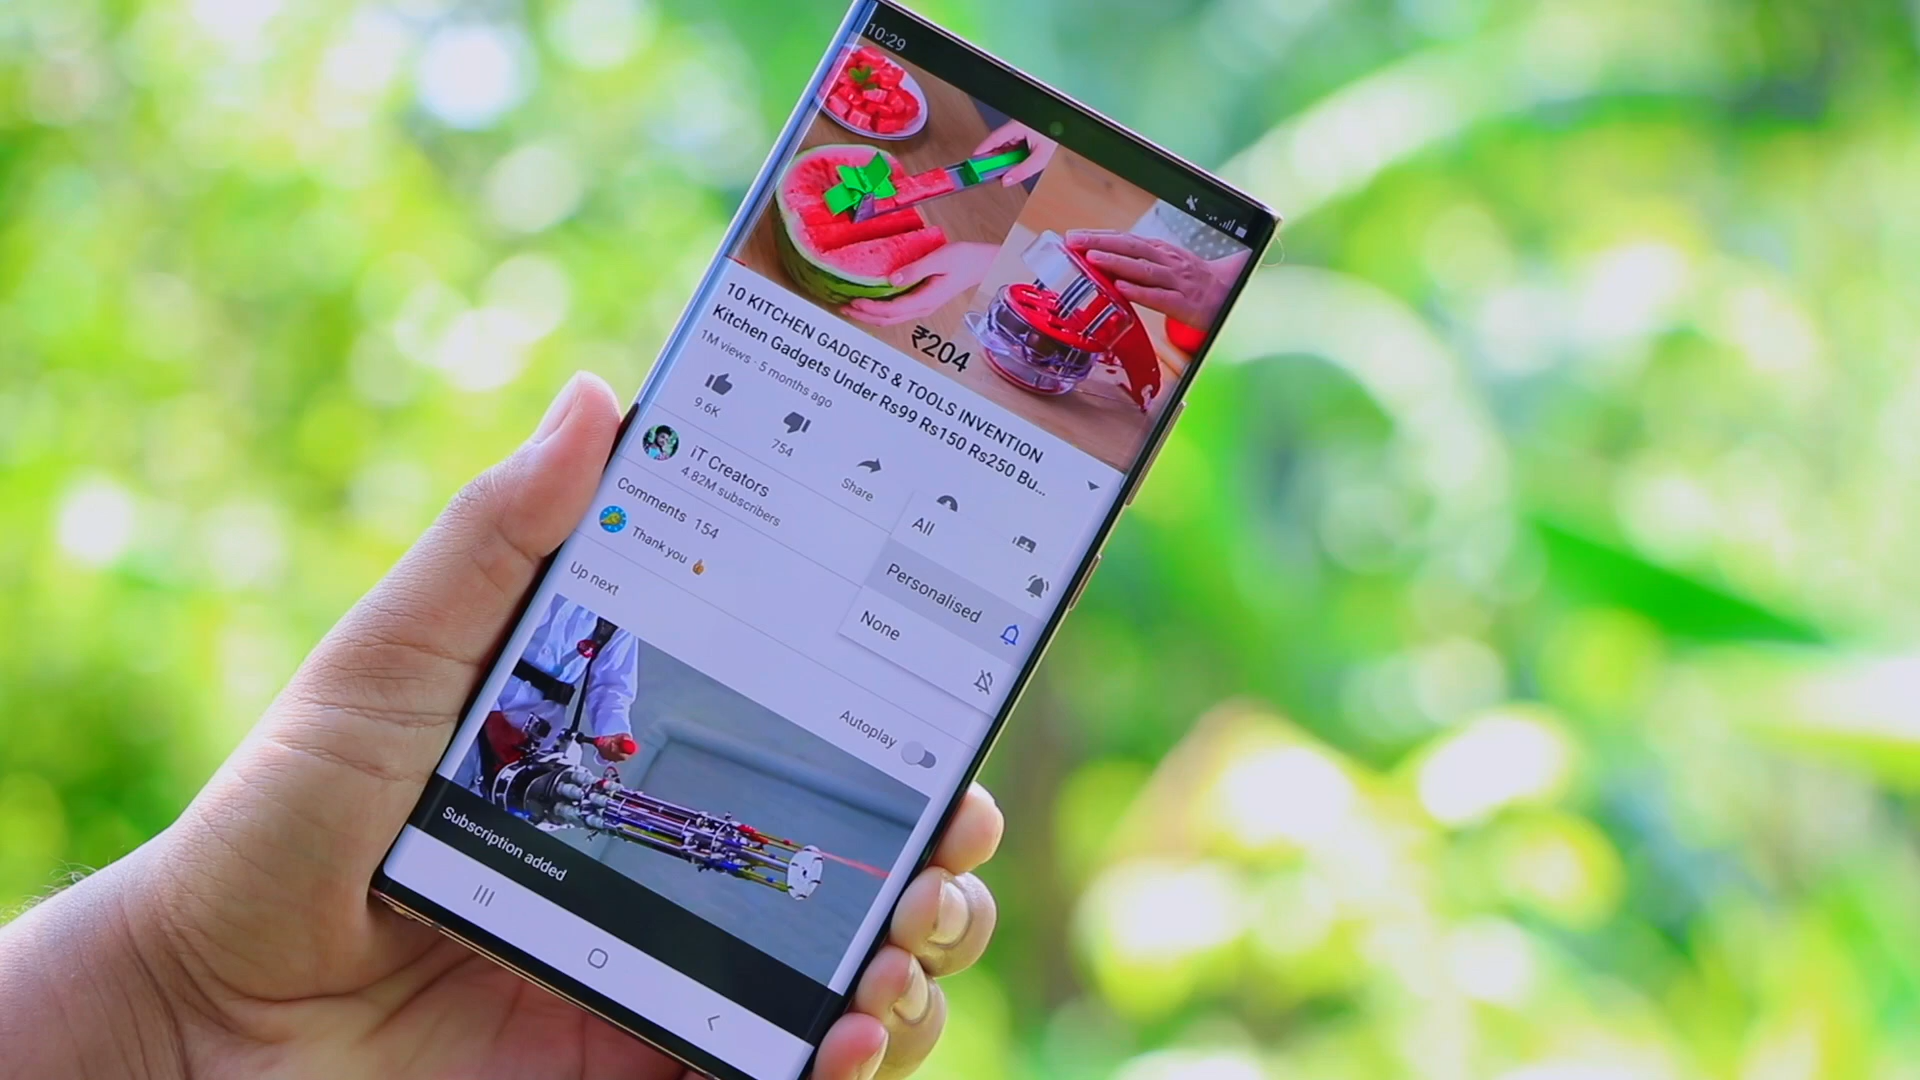 10:29
₹204
10 KITCHEN GADGETS & TOOLS INVENTION
Kitchen Gadgets Under Rs99 Rs150 Rs250 Bu...
1M views · 5 months ago
9.6K
754
Share
iT Creators
4.82M subscribers
All
Personalised
None
Comments 154
Thank you 👍
Up next
Autoplay
Subscription added